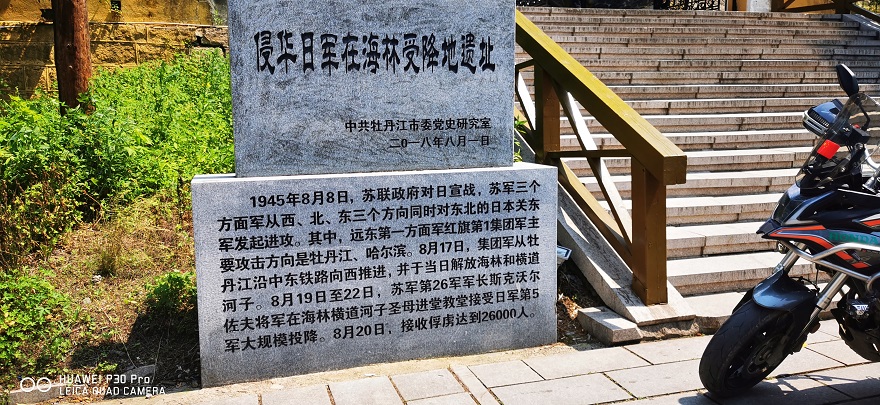 侵华日军在海林受降地遗址
中共牡丹江市委党史研究室
二〇一八年八月一日
1945年8月8日，苏联政府对日宣战，苏军三个
方面军从西、北、东三个方向同时对东北的日本关东
军发起进攻。其中，远东第一方面军红旗第1集团军主
要攻击方向是牡丹江、哈尔滨。8月17日，集团军从牡
丹江沿中东铁路向西推进，并于当日解放海林和横道
河子。8月19日至22日，苏军第26军军长斯克沃尔
佐夫将军在海林横道河子圣母进堂教堂接受日军第5
军大规模投降。8月20日，接收俘虏达到26000人。
HUAWEI P30 Pro
LEICA QUAD CAMERA